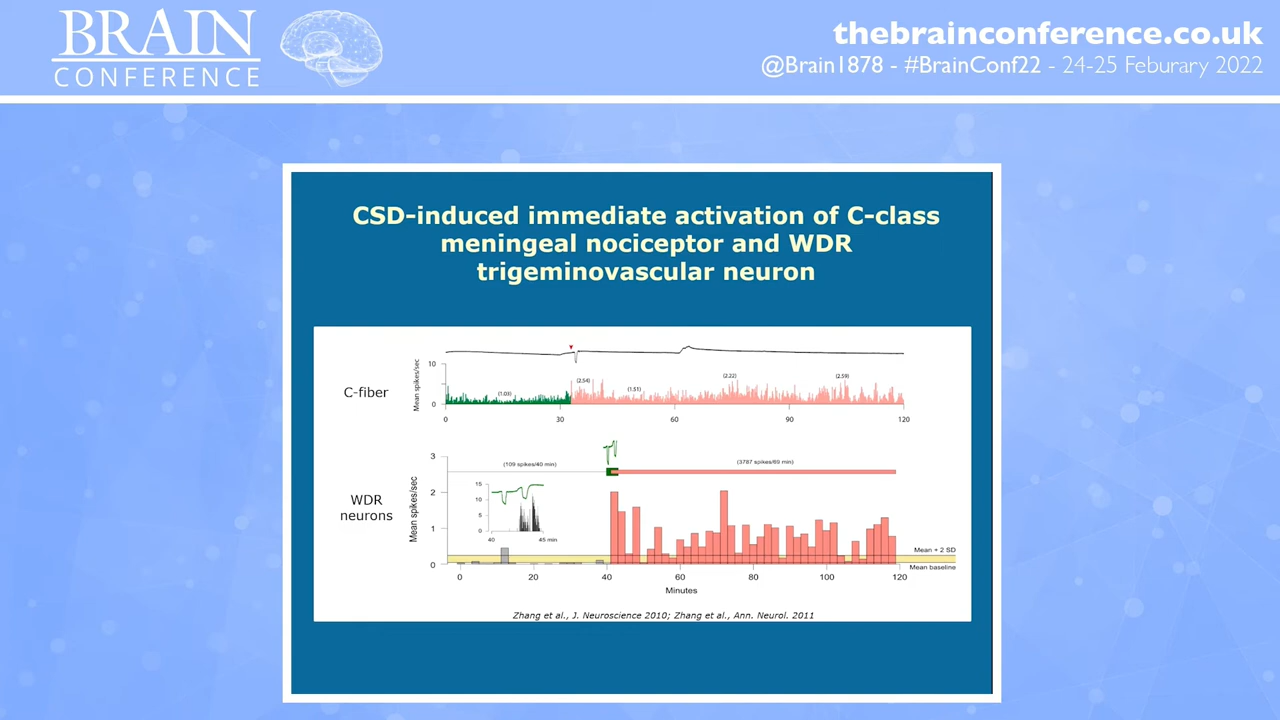 BRAIN
CONFERENCE
thebrainconference.co.uk
@Brain1878 - #BrainConf22 - 24-25 Feburary 2022
CSD-induced immediate activation of C-class
meningeal nociceptor and WDR
trigeminovascular neuron
C-fiber
Mean spikes/sec
10
0
(1.03)
(2.54)
(1.51)
(2.22)
(2.59)
0 30 60 90 120
WDR
neurons
Mean spikes/sec
3
2
1
0
(109 spikes/40 min)
(3787 spikes/69 min)
15
10
5
0
40 45 min
Mean + 2 SD
Mean baseline
0 20 40 60 80 100 120
Minutes
Zhang et al., J. Neuroscience 2010; Zhang et al., Ann. Neurol. 2011